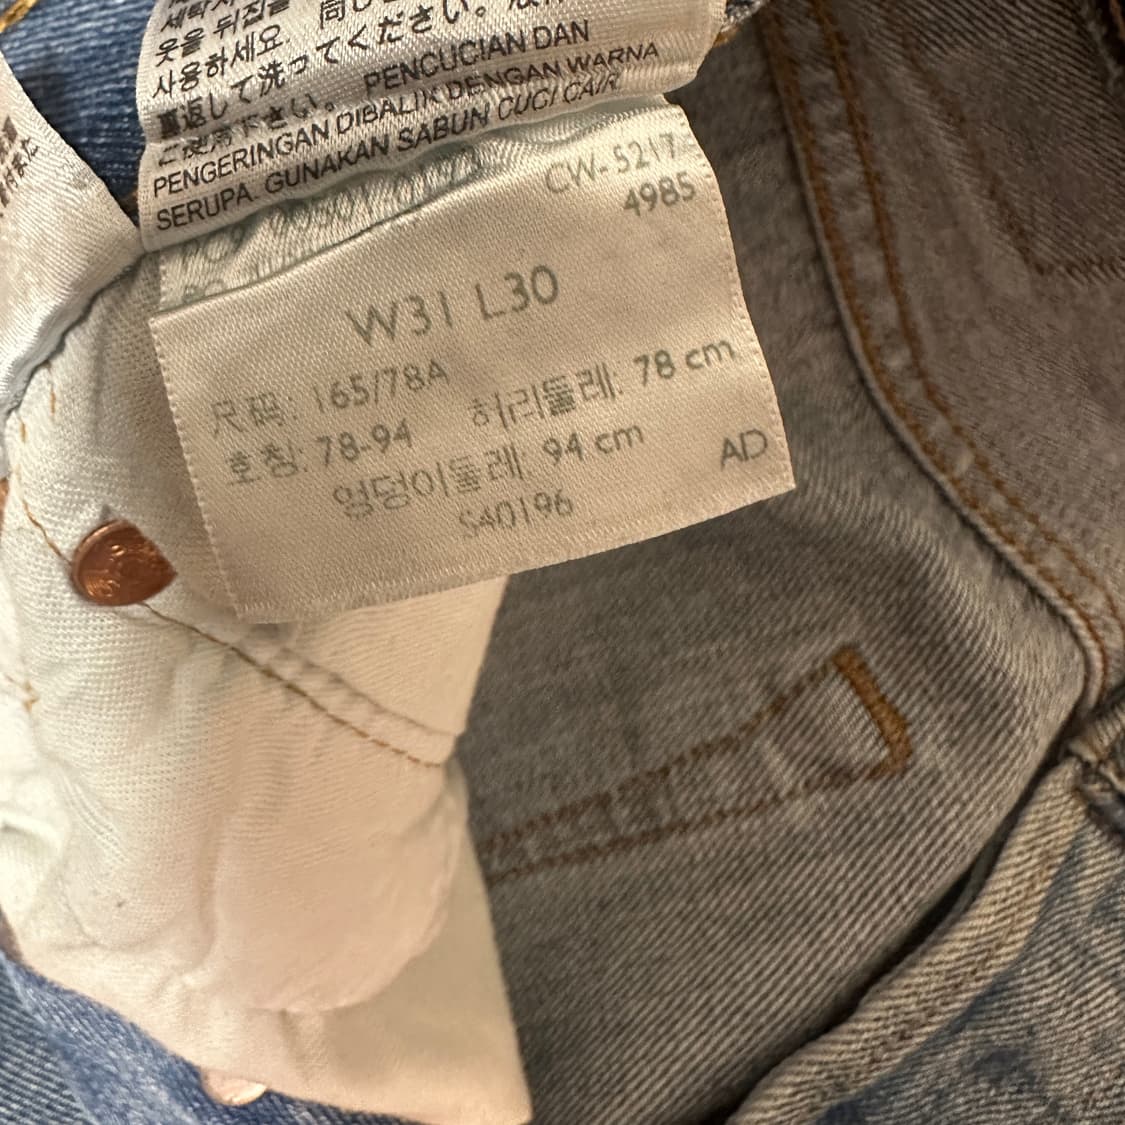 옷을 뒤집을
사용하세요.
裏返して洗ってください。
ご使用下さい。 PENCUCIAN DAN
PENGERINGAN DIBALIK DENGAN WARNA
SERUPA. GUNAKAN SABUN CUCI CAIR
CW-5217
4985
W31 L30
尺码: 165/78A
호칭: 78-94 허리둘레: 78 cm
엉덩이둘레: 94 cm
S40196 AD